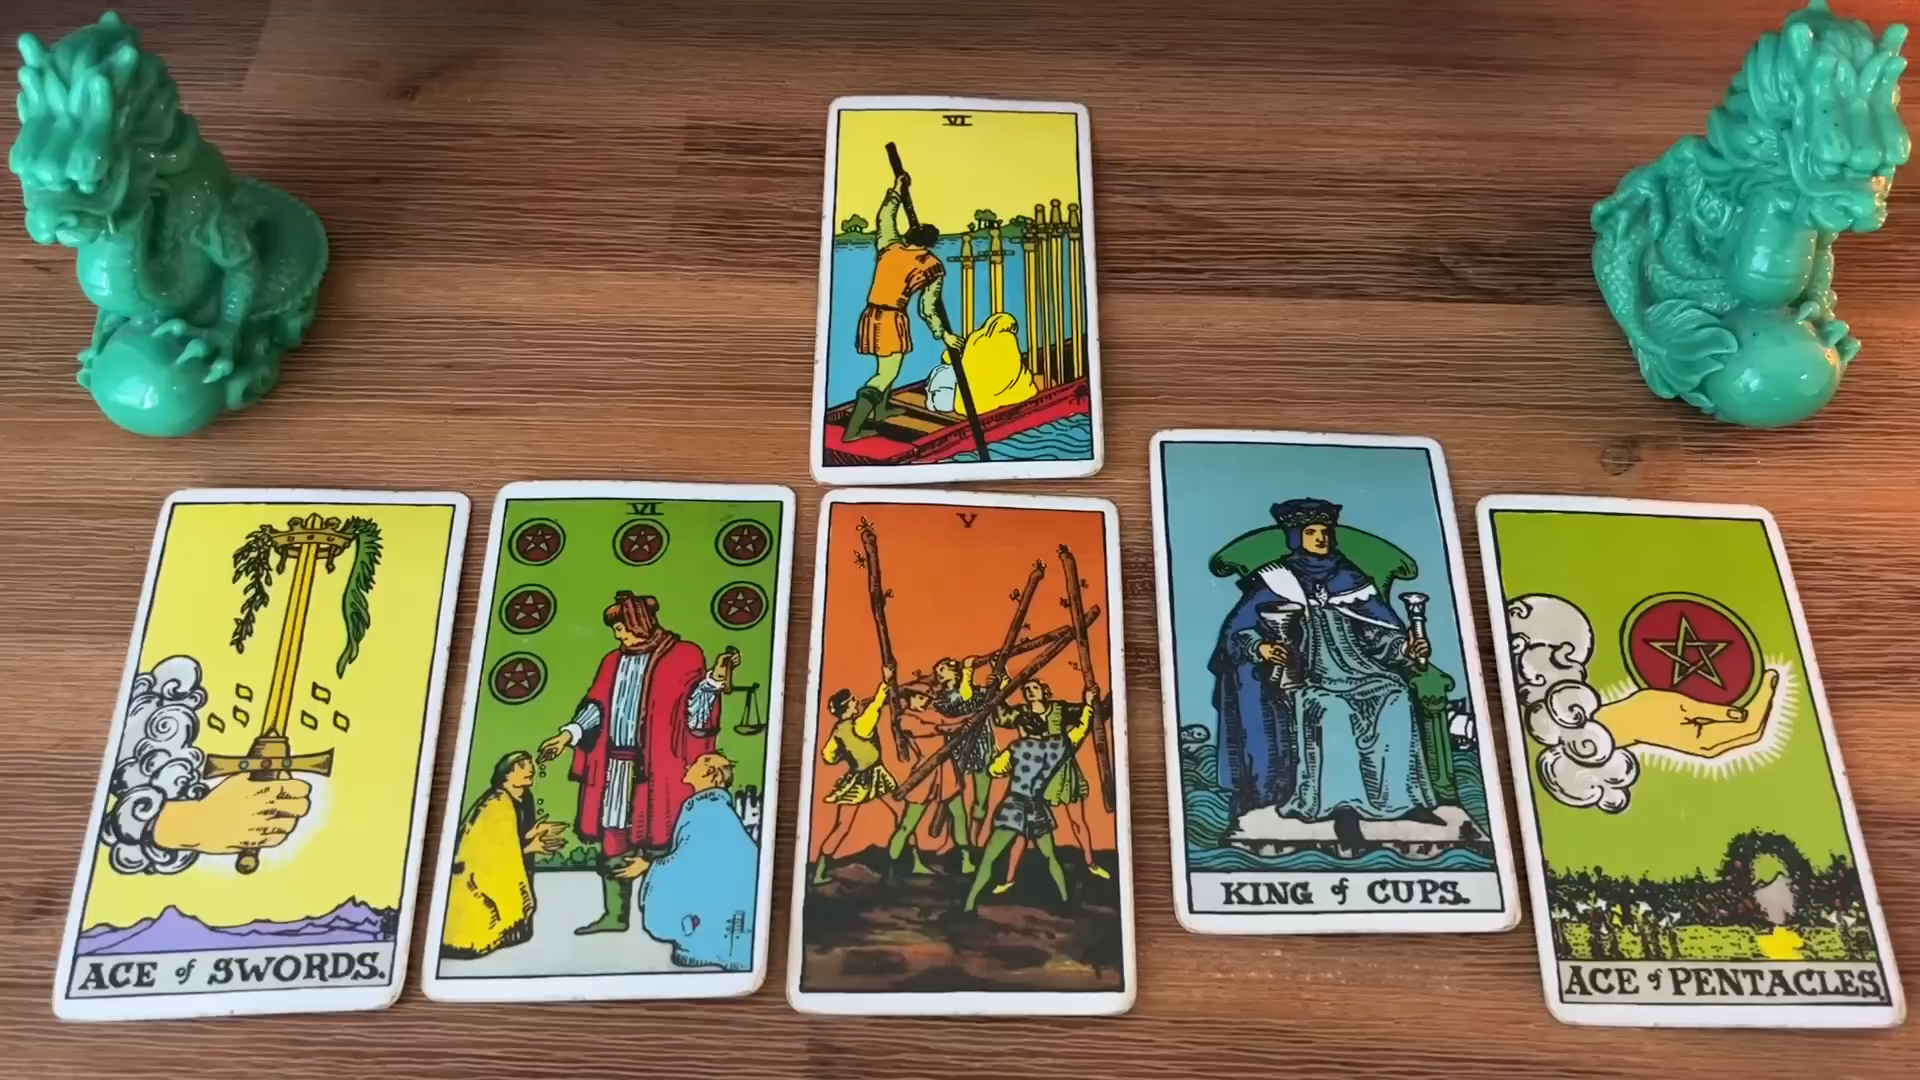 VI
VI
V
ACE of SWORDS.
KING of CUPS.
ACE of PENTACLES.